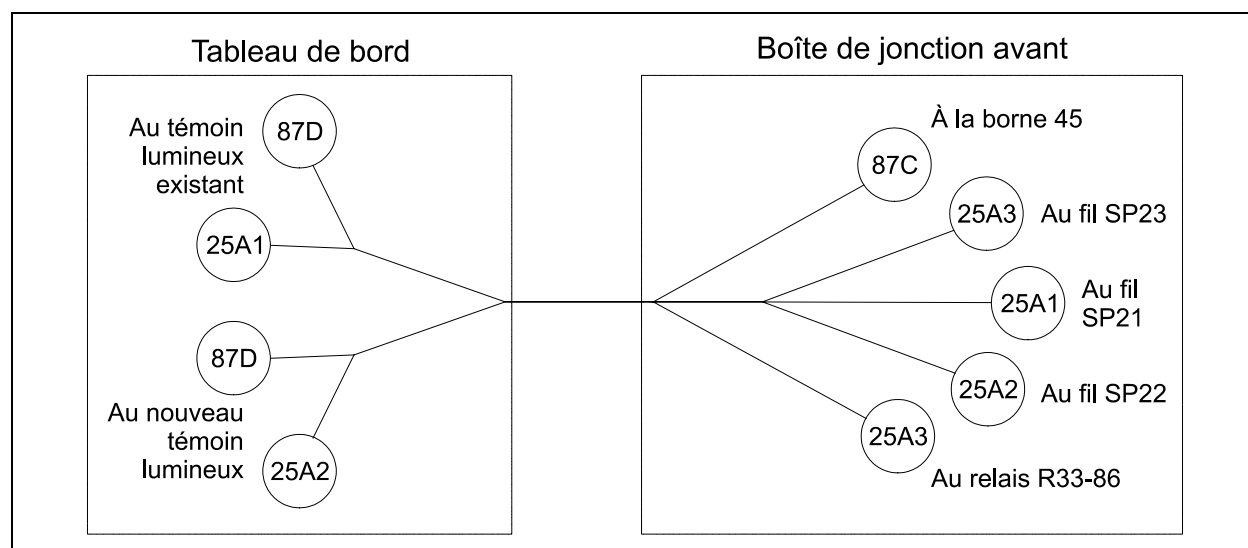 Tableau de bord
Au témoin
lumineux
existant
87D
25A1
87D
Au nouveau
témoin
lumineux
25A2
Boîte de jonction avant
À la borne 45
87C
25A3
Au fil SP23
25A1
Au fil
SP21
25A2
Au fil SP22
25A3
Au relais R33-86